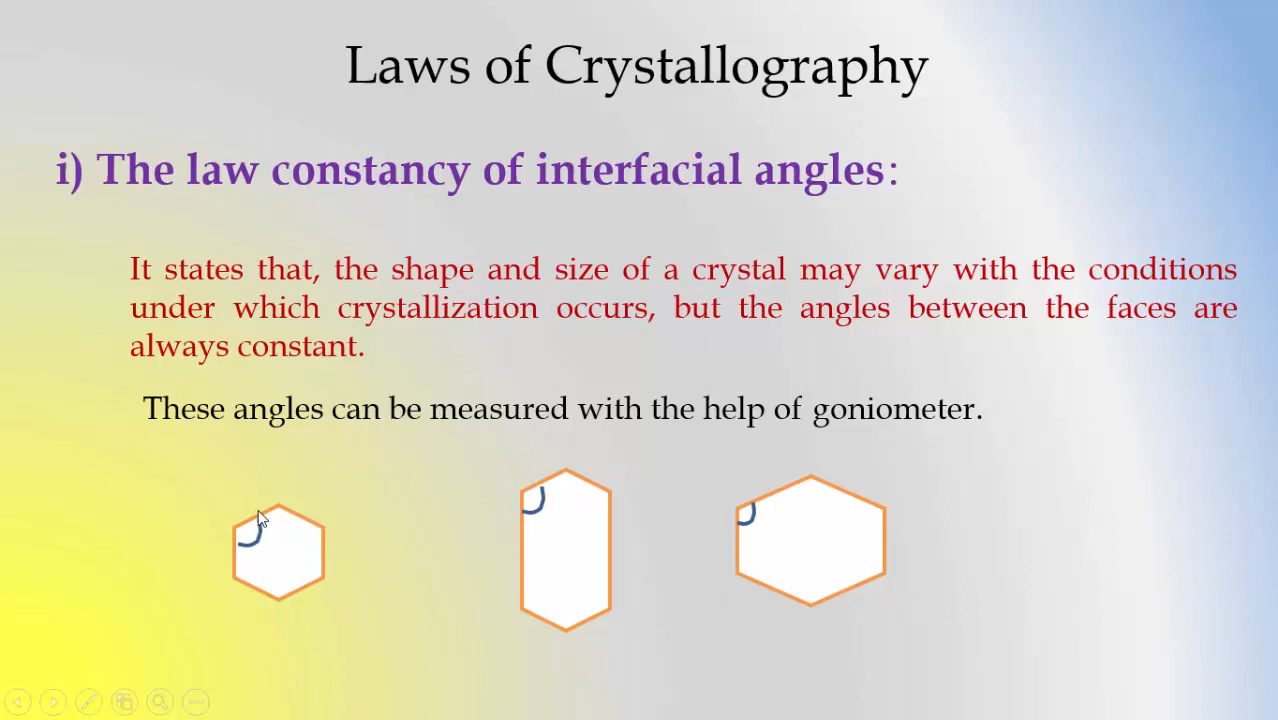 Laws of Crystallography
i) The law constancy of interfacial angles:
It states that, the shape and size of a crystal may vary with the conditions
under which crystallization occurs, but the angles between the faces are
always constant.
These angles can be measured with the help of goniometer.